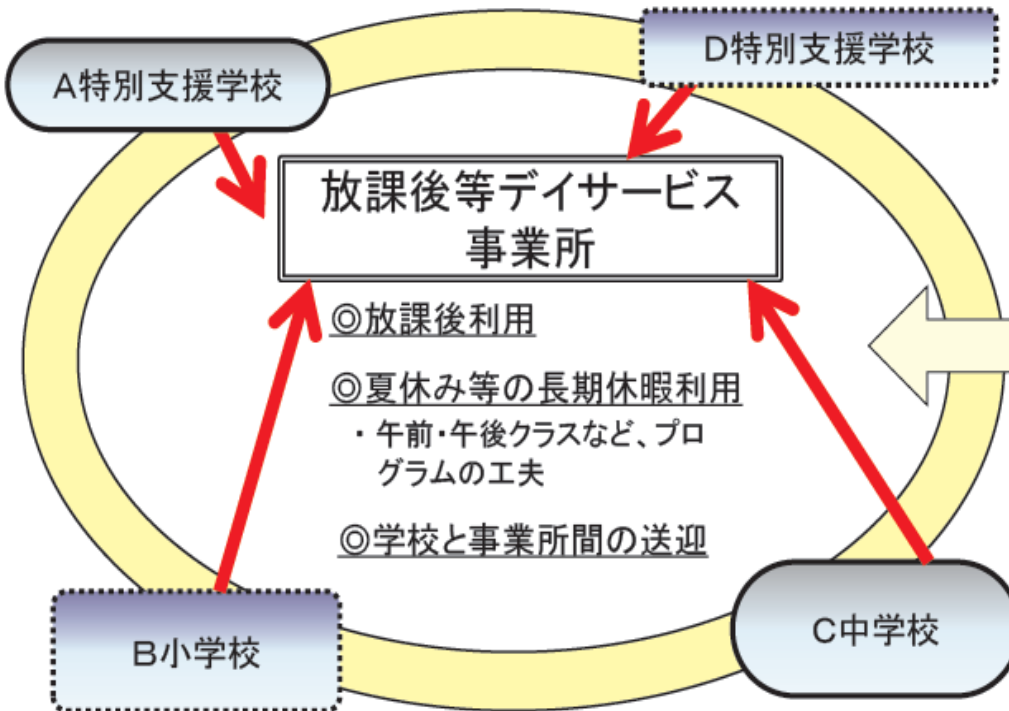 A特別支援学校
D特別支援学校
放課後等デイサービス
事業所
◎放課後利用
◎夏休み等の長期休暇利用
・午前・午後クラスなど、プロ
グラムの工夫
◎学校と事業所間の送迎
B小学校
C中学校